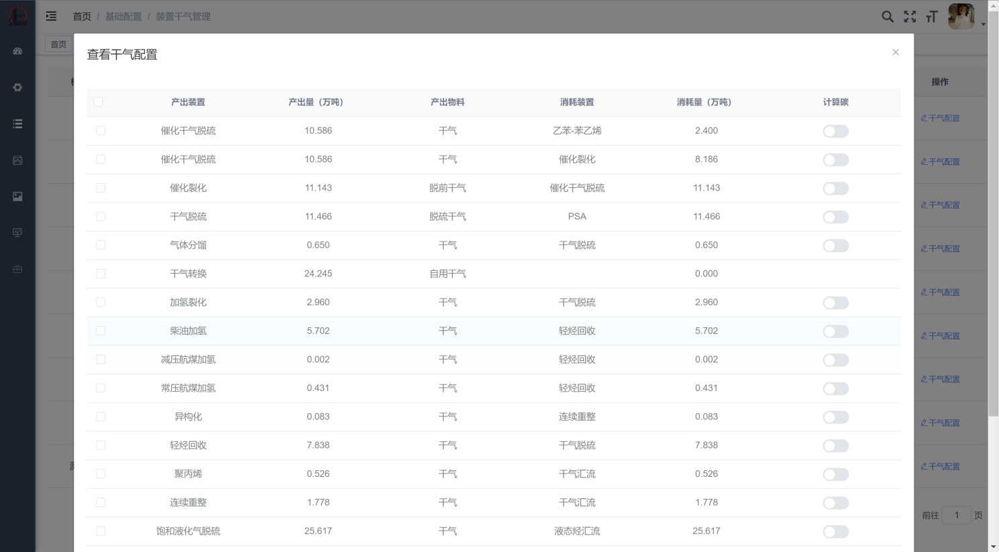 首页 / 基础配置 / 装置干气管理
首页
查看干气配置
操作
产出装置 产出量（万吨） 产出物料 消耗装置 消耗量（万吨） 计算碳
催化干气脱硫 10.586 干气 乙苯-苯乙烯 2.400
干气配置
催化干气脱硫 10.586 干气 催化裂化 8.186
干气配置
催化裂化 11.143 脱前干气 催化干气脱硫 11.143
干气配置
干气脱硫 11.466 脱硫干气 PSA 11.466
气体分馏 0.650 干气 干气脱硫 0.650
干气配置
干气转换 24.245 自用干气 0.000
干气配置
加氢裂化 2.960 干气 干气脱硫 2.960
柴油加氢 5.702 干气 轻烃回收 5.702
干气配置
减压航煤加氢 0.002 干气 轻烃回收 0.002
干气配置
常压航煤加氢 0.431 干气 轻烃回收 0.431
异构化 0.083 干气 连续重整 0.083
干气配置
轻烃回收 7.838 干气 干气脱硫 7.838
干气配置
聚丙烯 0.526 干气 干气汇流 0.526
连续重整 1.778 干气 干气汇流 1.778
前往 1 页
饱和液化气脱硫 25.617 干气 液态烃汇流 25.617